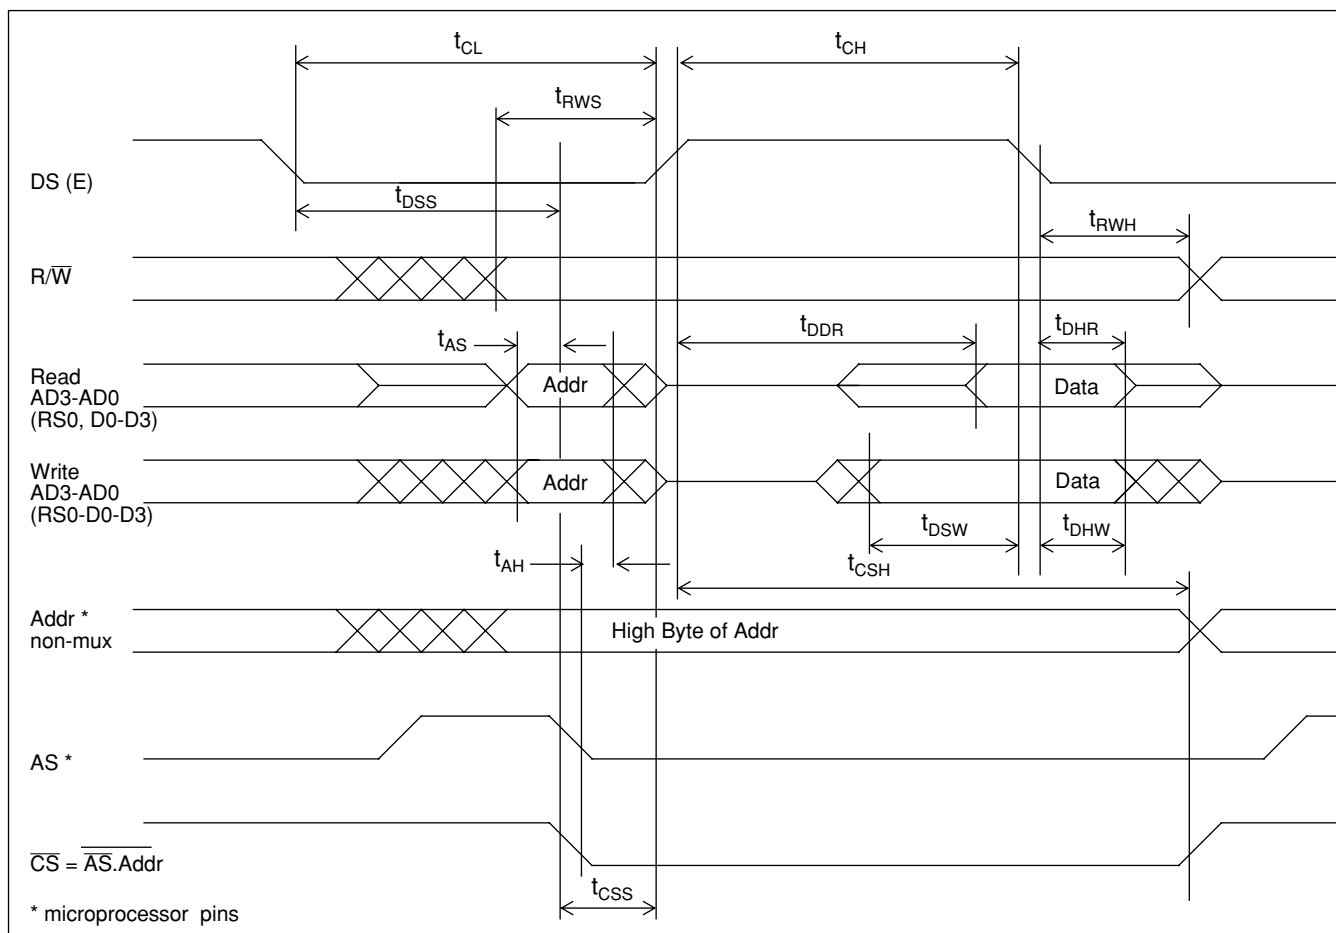 tCL
tCH
tRWS
DS (E)
tDSS
tRWH
R/W̅
tDDR
tDHR
tAS
Read
AD3-AD0
(RS0, D0-D3)
Addr
Data
Write
AD3-AD0
(RS0-D0-D3)
Addr
Data
tDSW
tDHW
tAH
tCSH
Addr *
non-mux
High Byte of Addr
AS *
C̅S̅ = A̅S̅.Addr
tCSS
* microprocessor pins